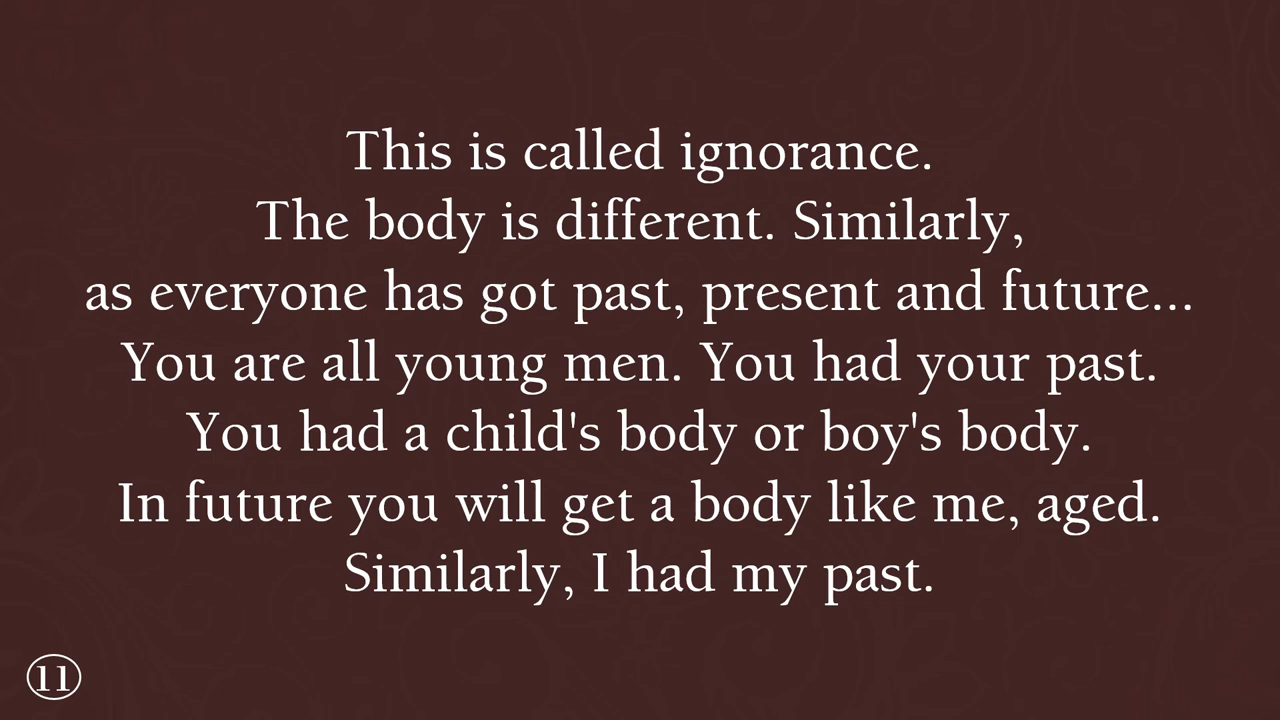 This is called ignorance.
The body is different. Similarly,
as everyone has got past, present and future...
You are all young men. You had your past.
You had a child's body or boy's body.
In future you will get a body like me, aged.
Similarly, I had my past.
11